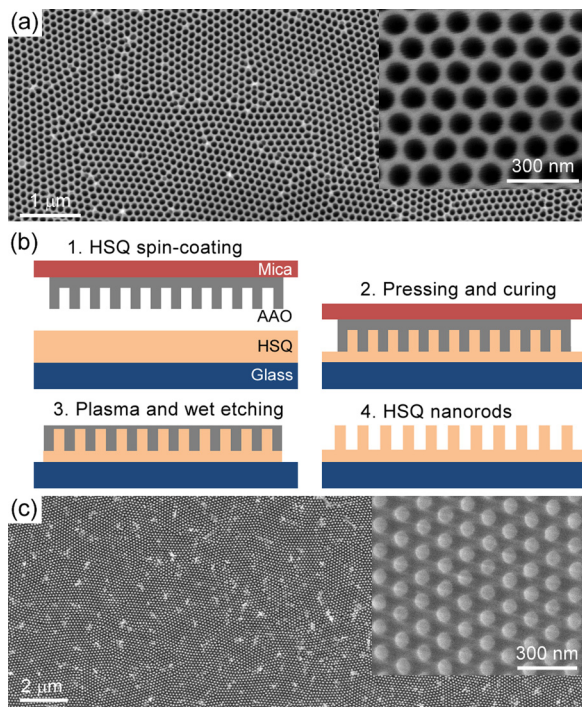 (a)
1 μm
300 nm
(b)
1. HSQ spin-coating
Mica
AAO
HSQ
Glass
2. Pressing and curing
3. Plasma and wet etching
4. HSQ nanorods
(c)
2 μm
300 nm